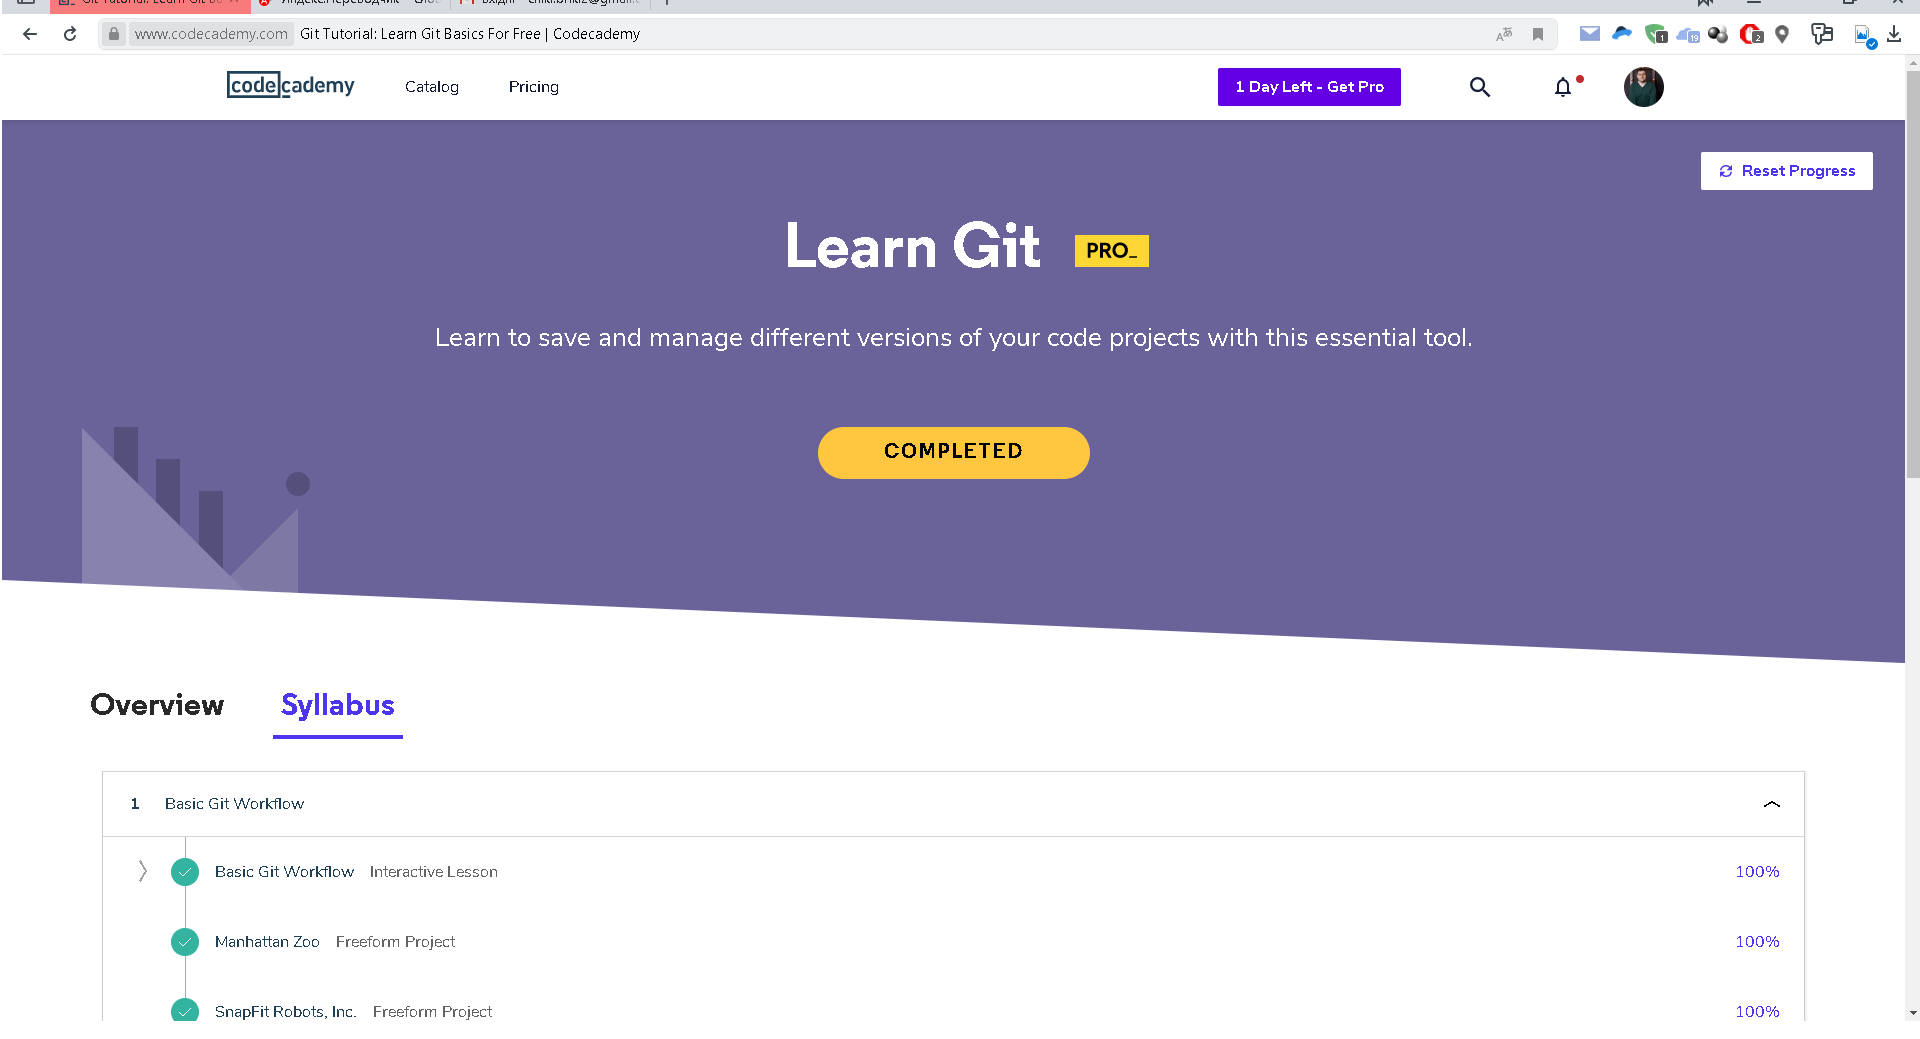 www.codecademy.com Git Tutorial: Learn Git Basics For Free | Codecademy
1 19 2
codecademy Catalog Pricing 1 Day Left - Get Pro
Reset Progress
Learn Git PRO_
Learn to save and manage different versions of your code projects with this essential tool.
COMPLETED
Overview Syllabus
1 Basic Git Workflow
Basic Git Workflow Interactive Lesson 100%
Manhattan Zoo Freeform Project 100%
SnapFit Robots, Inc. Freeform Project 100%